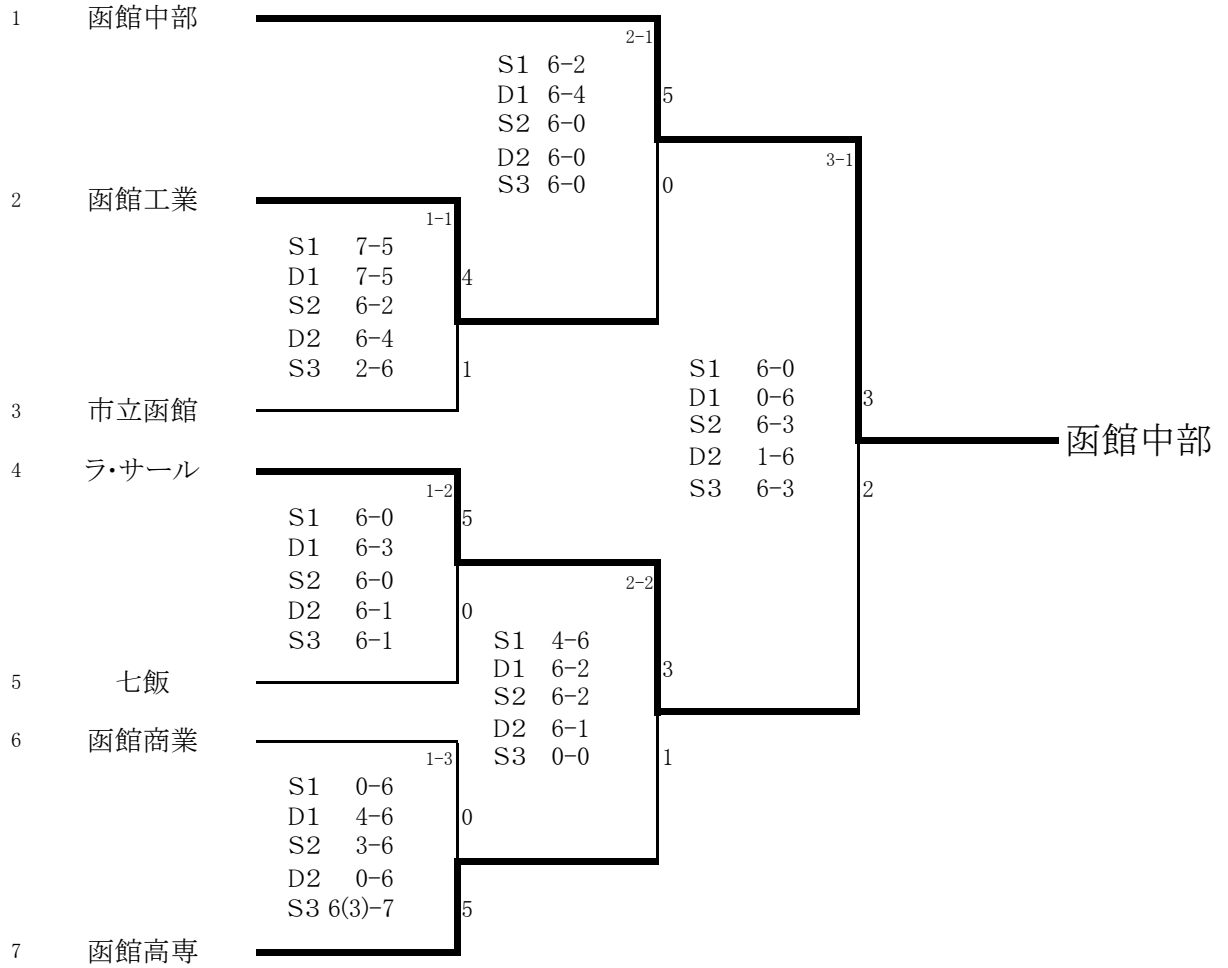 1 函館中部
2-1
S1 6-2
D1 6-4
S2 6-0
D2 6-0
S3 6-0
5
0
3-1
2 函館工業
1-1
S1 7-5
D1 7-5
S2 6-2
D2 6-4
S3 2-6
4
1
3 市立函館
S1 6-0
D1 0-6
S2 6-3
D2 1-6
S3 6-3
3
2
函館中部
4 ラ・サール
1-2
S1 6-0
D1 6-3
S2 6-0
D2 6-1
S3 6-1
5
0
5 七飯
2-2
S1 4-6
D1 6-2
S2 6-2
D2 6-1
S3 0-0
3
1
6 函館商業
1-3
S1 0-6
D1 4-6
S2 3-6
D2 0-6
S3 6(3)-7
0
5
7 函館高専